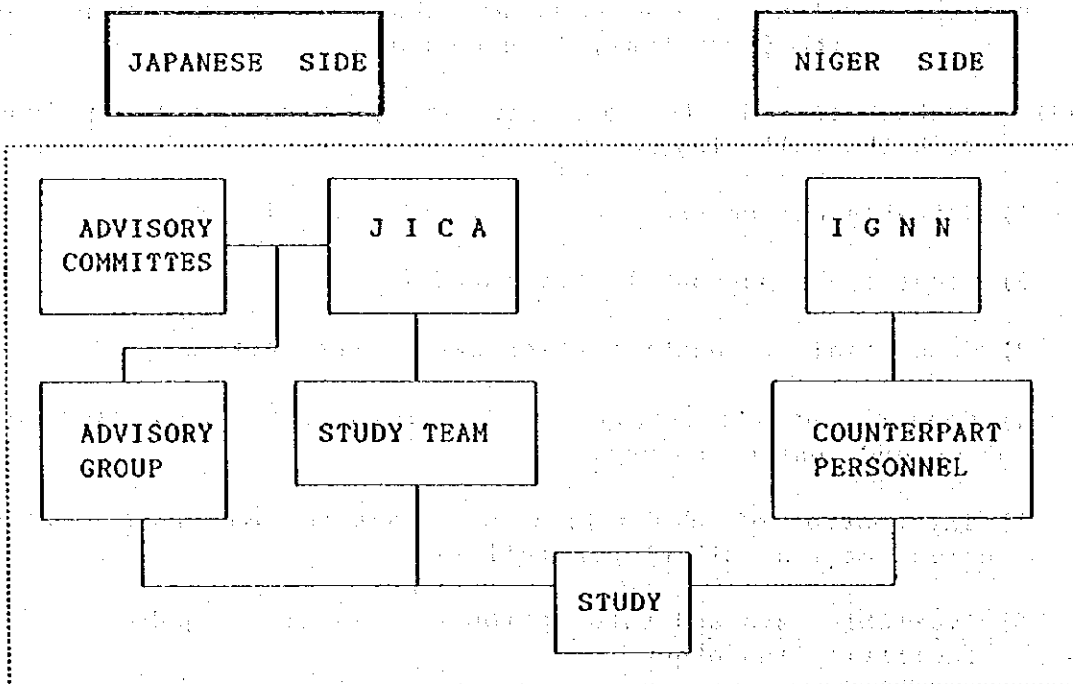 JAPANESE SIDE
NIGER SIDE
ADVISORY
COMMITTES
J I C A
I G N N
ADVISORY
GROUP
STUDY TEAM
COUNTERPART
PERSONNEL
STUDY